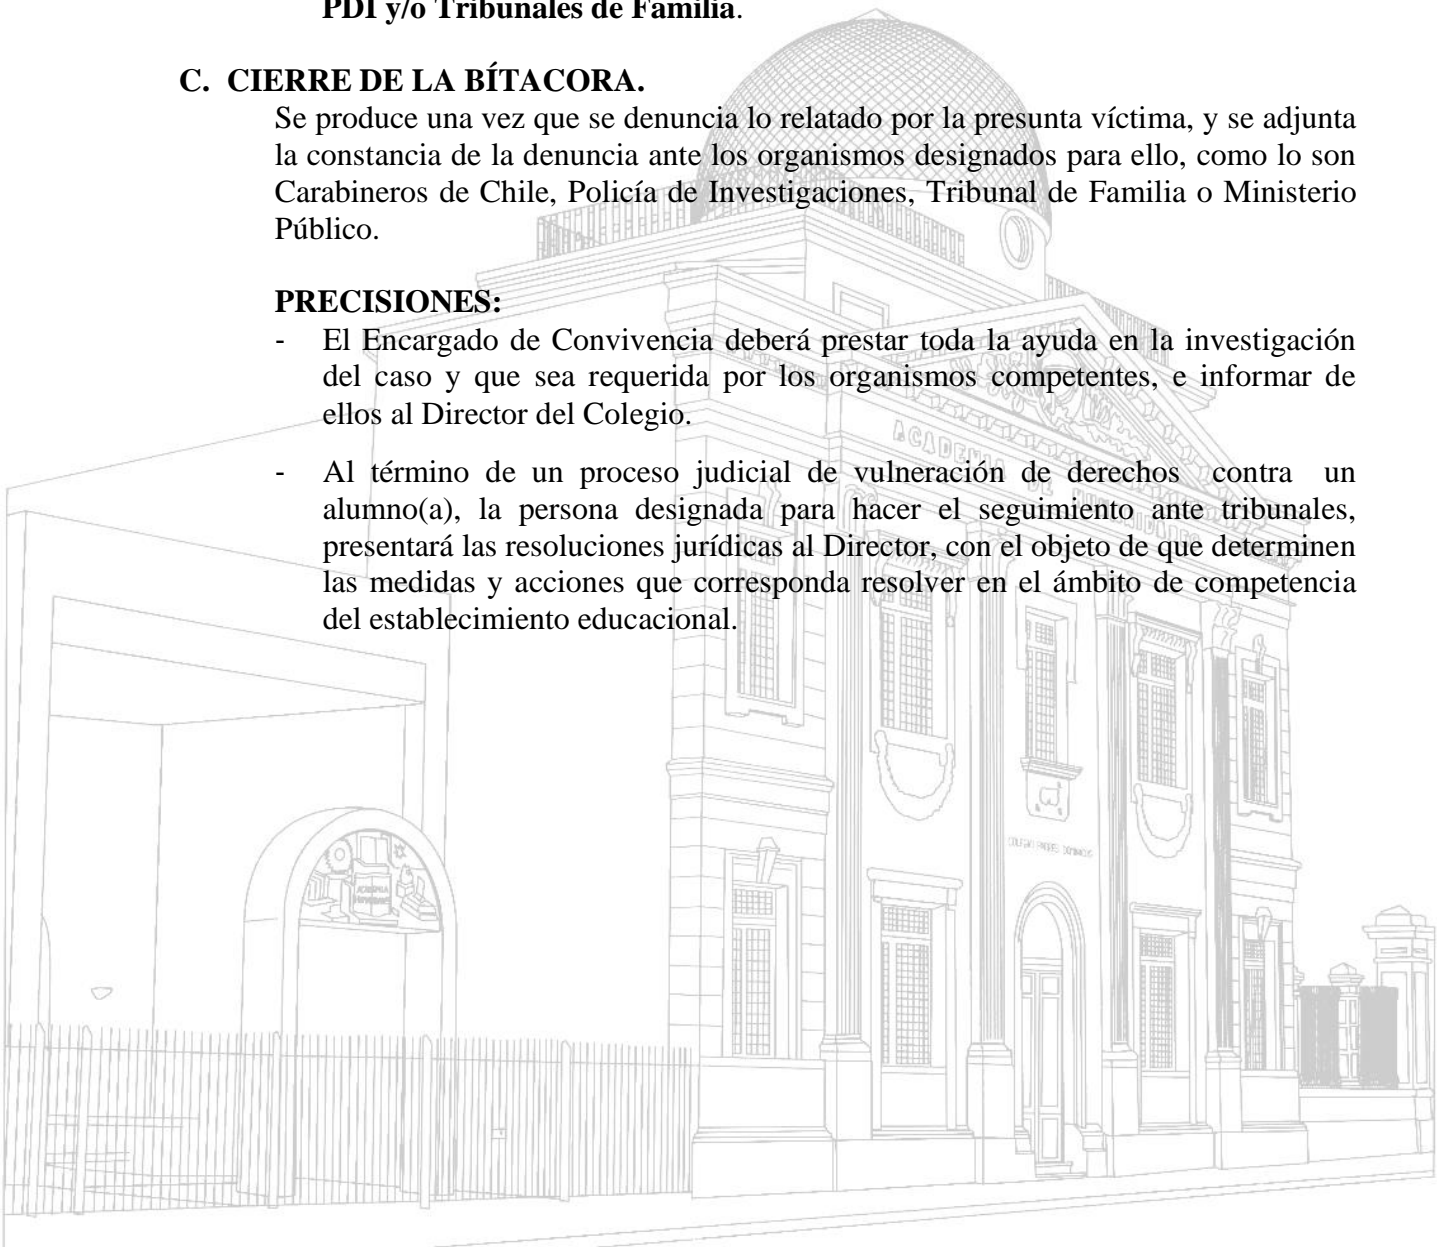 PDI y/o Tribunales de Familia.
C. CIERRE DE LA BÍTACORA.
Se produce una vez que se denuncia lo relatado por la presunta víctima, y se adjunta
la constancia de la denuncia ante los organismos designados para ello, como lo son
Carabineros de Chile, Policía de Investigaciones, Tribunal de Familia o Ministerio
Público.
PRECISIONES:
- El Encargado de Convivencia deberá prestar toda la ayuda en la investigación
del caso y que sea requerida por los organismos competentes, e informar de
ellos al Director del Colegio.
- Al término de un proceso judicial de vulneración de derechos contra un
alumno(a), la persona designada para hacer el seguimiento ante tribunales,
presentará las resoluciones jurídicas al Director, con el objeto de que determinen
las medidas y acciones que corresponda resolver en el ámbito de competencia
del establecimiento educacional.
ACADEMIA DE HUMANIDADES
COLEGIO PADRES DOMINICOS